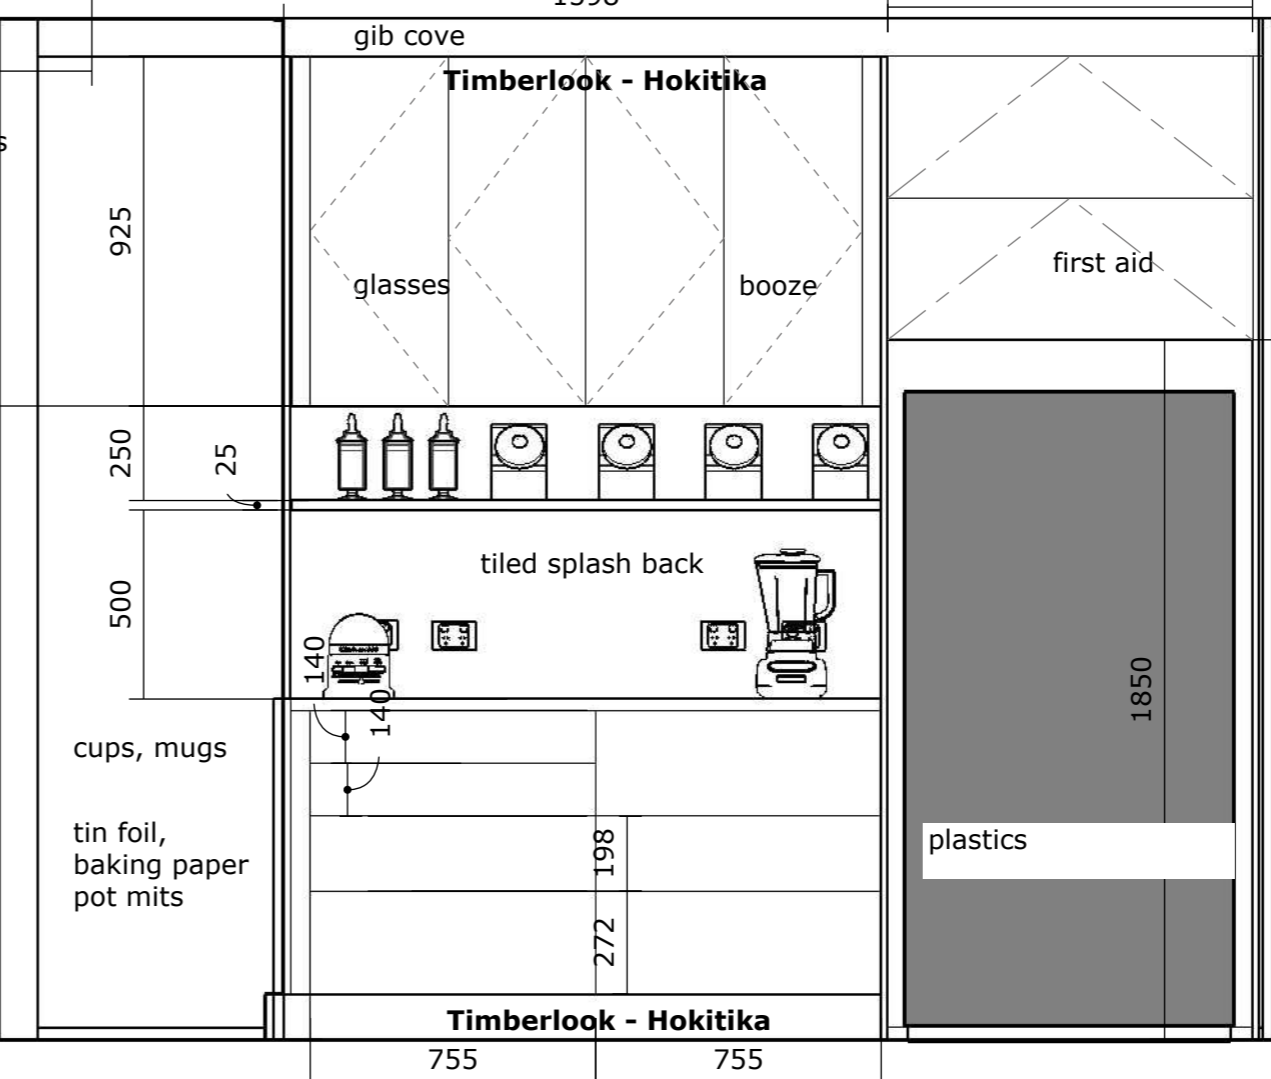 gib cove
Timberlook - Hokitika
s
925
glasses
booze
first aid
250
25
tiled splash back
500
140
140
1850
cups, mugs
tin foil,
baking paper
pot mits
198
plastics
272
Timberlook - Hokitika
755
755